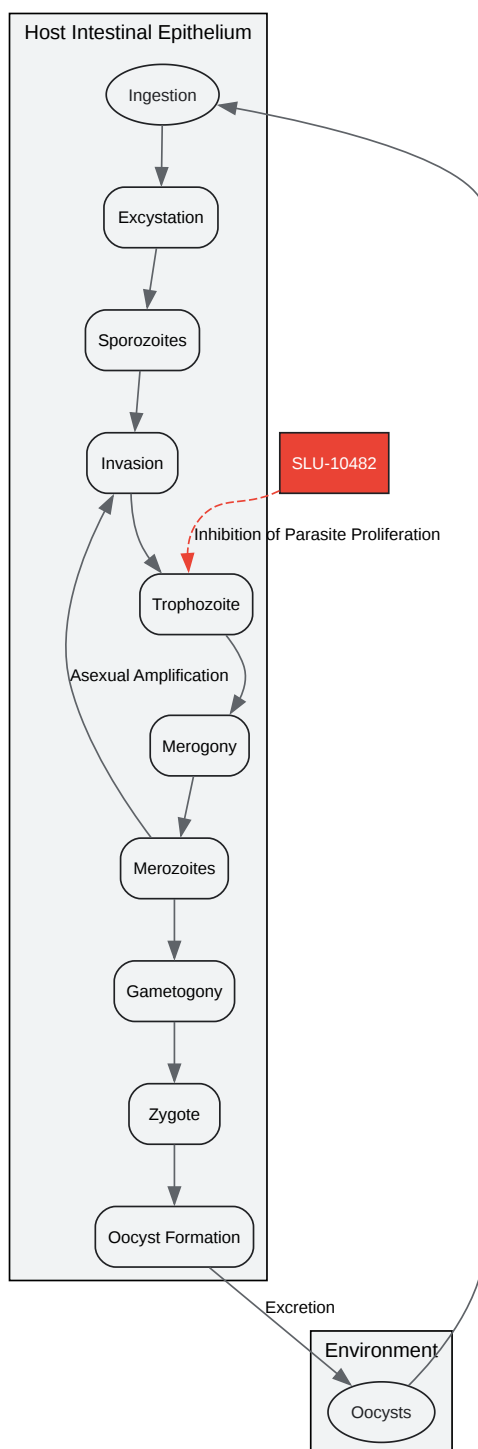 Host Intestinal Epithelium
Ingestion
Excystation
Sporozoites
Invasion
SLU-10482
Inhibition of Parasite Proliferation
Trophozoite
Asexual Amplification
Merogony
Merozoites
Gametogony
Zygote
Oocyst Formation
Excretion
Environment
Oocysts